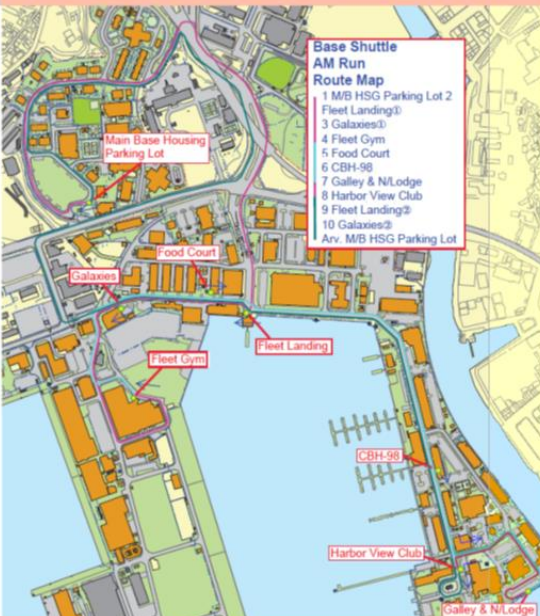 Base Shuttle
AM Run
Route Map
1 M/B HSG Parking Lot 2
Fleet Landing①
3 Galaxies①
4 Fleet Gym
5 Food Court
6 CBH-98
7 Galley & N/Lodge
8 Harbor View Club
9 Fleet Landing②
10 Galaxies②
Arv. M/B HSG Parking Lot
Main Base Housing
Parking Lot
Food Court
Galaxies
Fleet Landing
Fleet Gym
CBH-98
Harbor View Club
Galley & N/Lodge